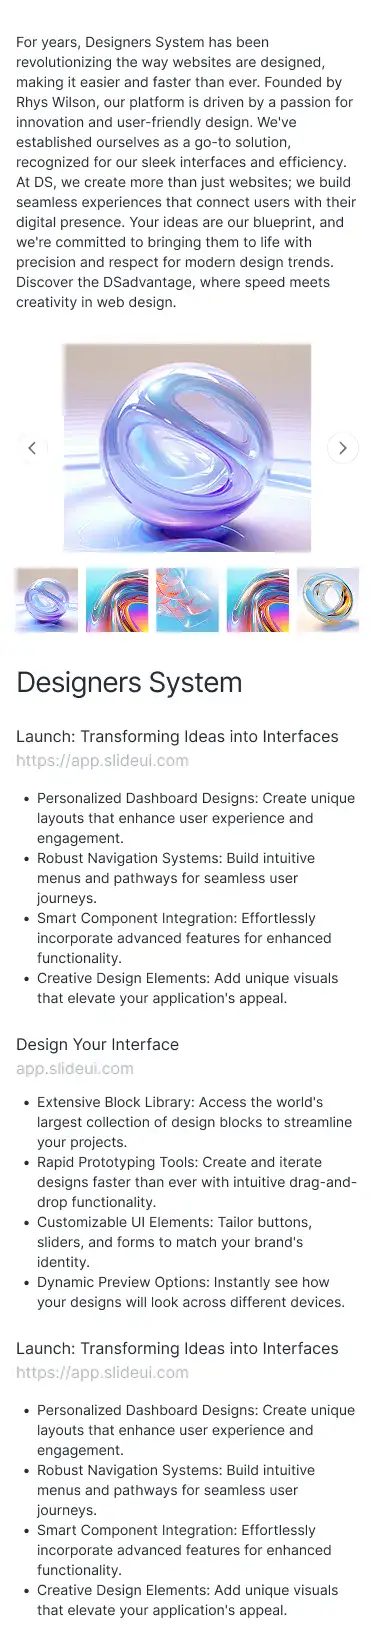 For years, Designers System has been
revolutionizing the way websites are designed,
making it easier and faster than ever. Founded by
Rhys Wilson, our platform is driven by a passion for
innovation and user-friendly design. We've
established ourselves as a go-to solution,
recognized for our sleek interfaces and efficiency.
At DS, we create more than just websites; we build
seamless experiences that connect users with their
digital presence. Your ideas are our blueprint, and
we're committed to bringing them to life with
precision and respect for modern design trends.
Discover the DSadvantage, where speed meets
creativity in web design.
Designers System
Launch: Transforming Ideas into Interfaces
https://app.slideui.com
• Personalized Dashboard Designs: Create unique
layouts that enhance user experience and
engagement.
• Robust Navigation Systems: Build intuitive
menus and pathways for seamless user
journeys.
• Smart Component Integration: Effortlessly
incorporate advanced features for enhanced
functionality.
• Creative Design Elements: Add unique visuals
that elevate your application's appeal.
Design Your Interface
app.slideui.com
• Extensive Block Library: Access the world's
largest collection of design blocks to streamline
your projects.
• Rapid Prototyping Tools: Create and iterate
designs faster than ever with intuitive drag-and-
drop functionality.
• Customizable UI Elements: Tailor buttons,
sliders, and forms to match your brand's
identity.
• Dynamic Preview Options: Instantly see how
your designs will look across different devices.
Launch: Transforming Ideas into Interfaces
https://app.slideui.com
• Personalized Dashboard Designs: Create unique
layouts that enhance user experience and
engagement.
• Robust Navigation Systems: Build intuitive
menus and pathways for seamless user
journeys.
• Smart Component Integration: Effortlessly
incorporate advanced features for enhanced
functionality.
• Creative Design Elements: Add unique visuals
that elevate your application's appeal.